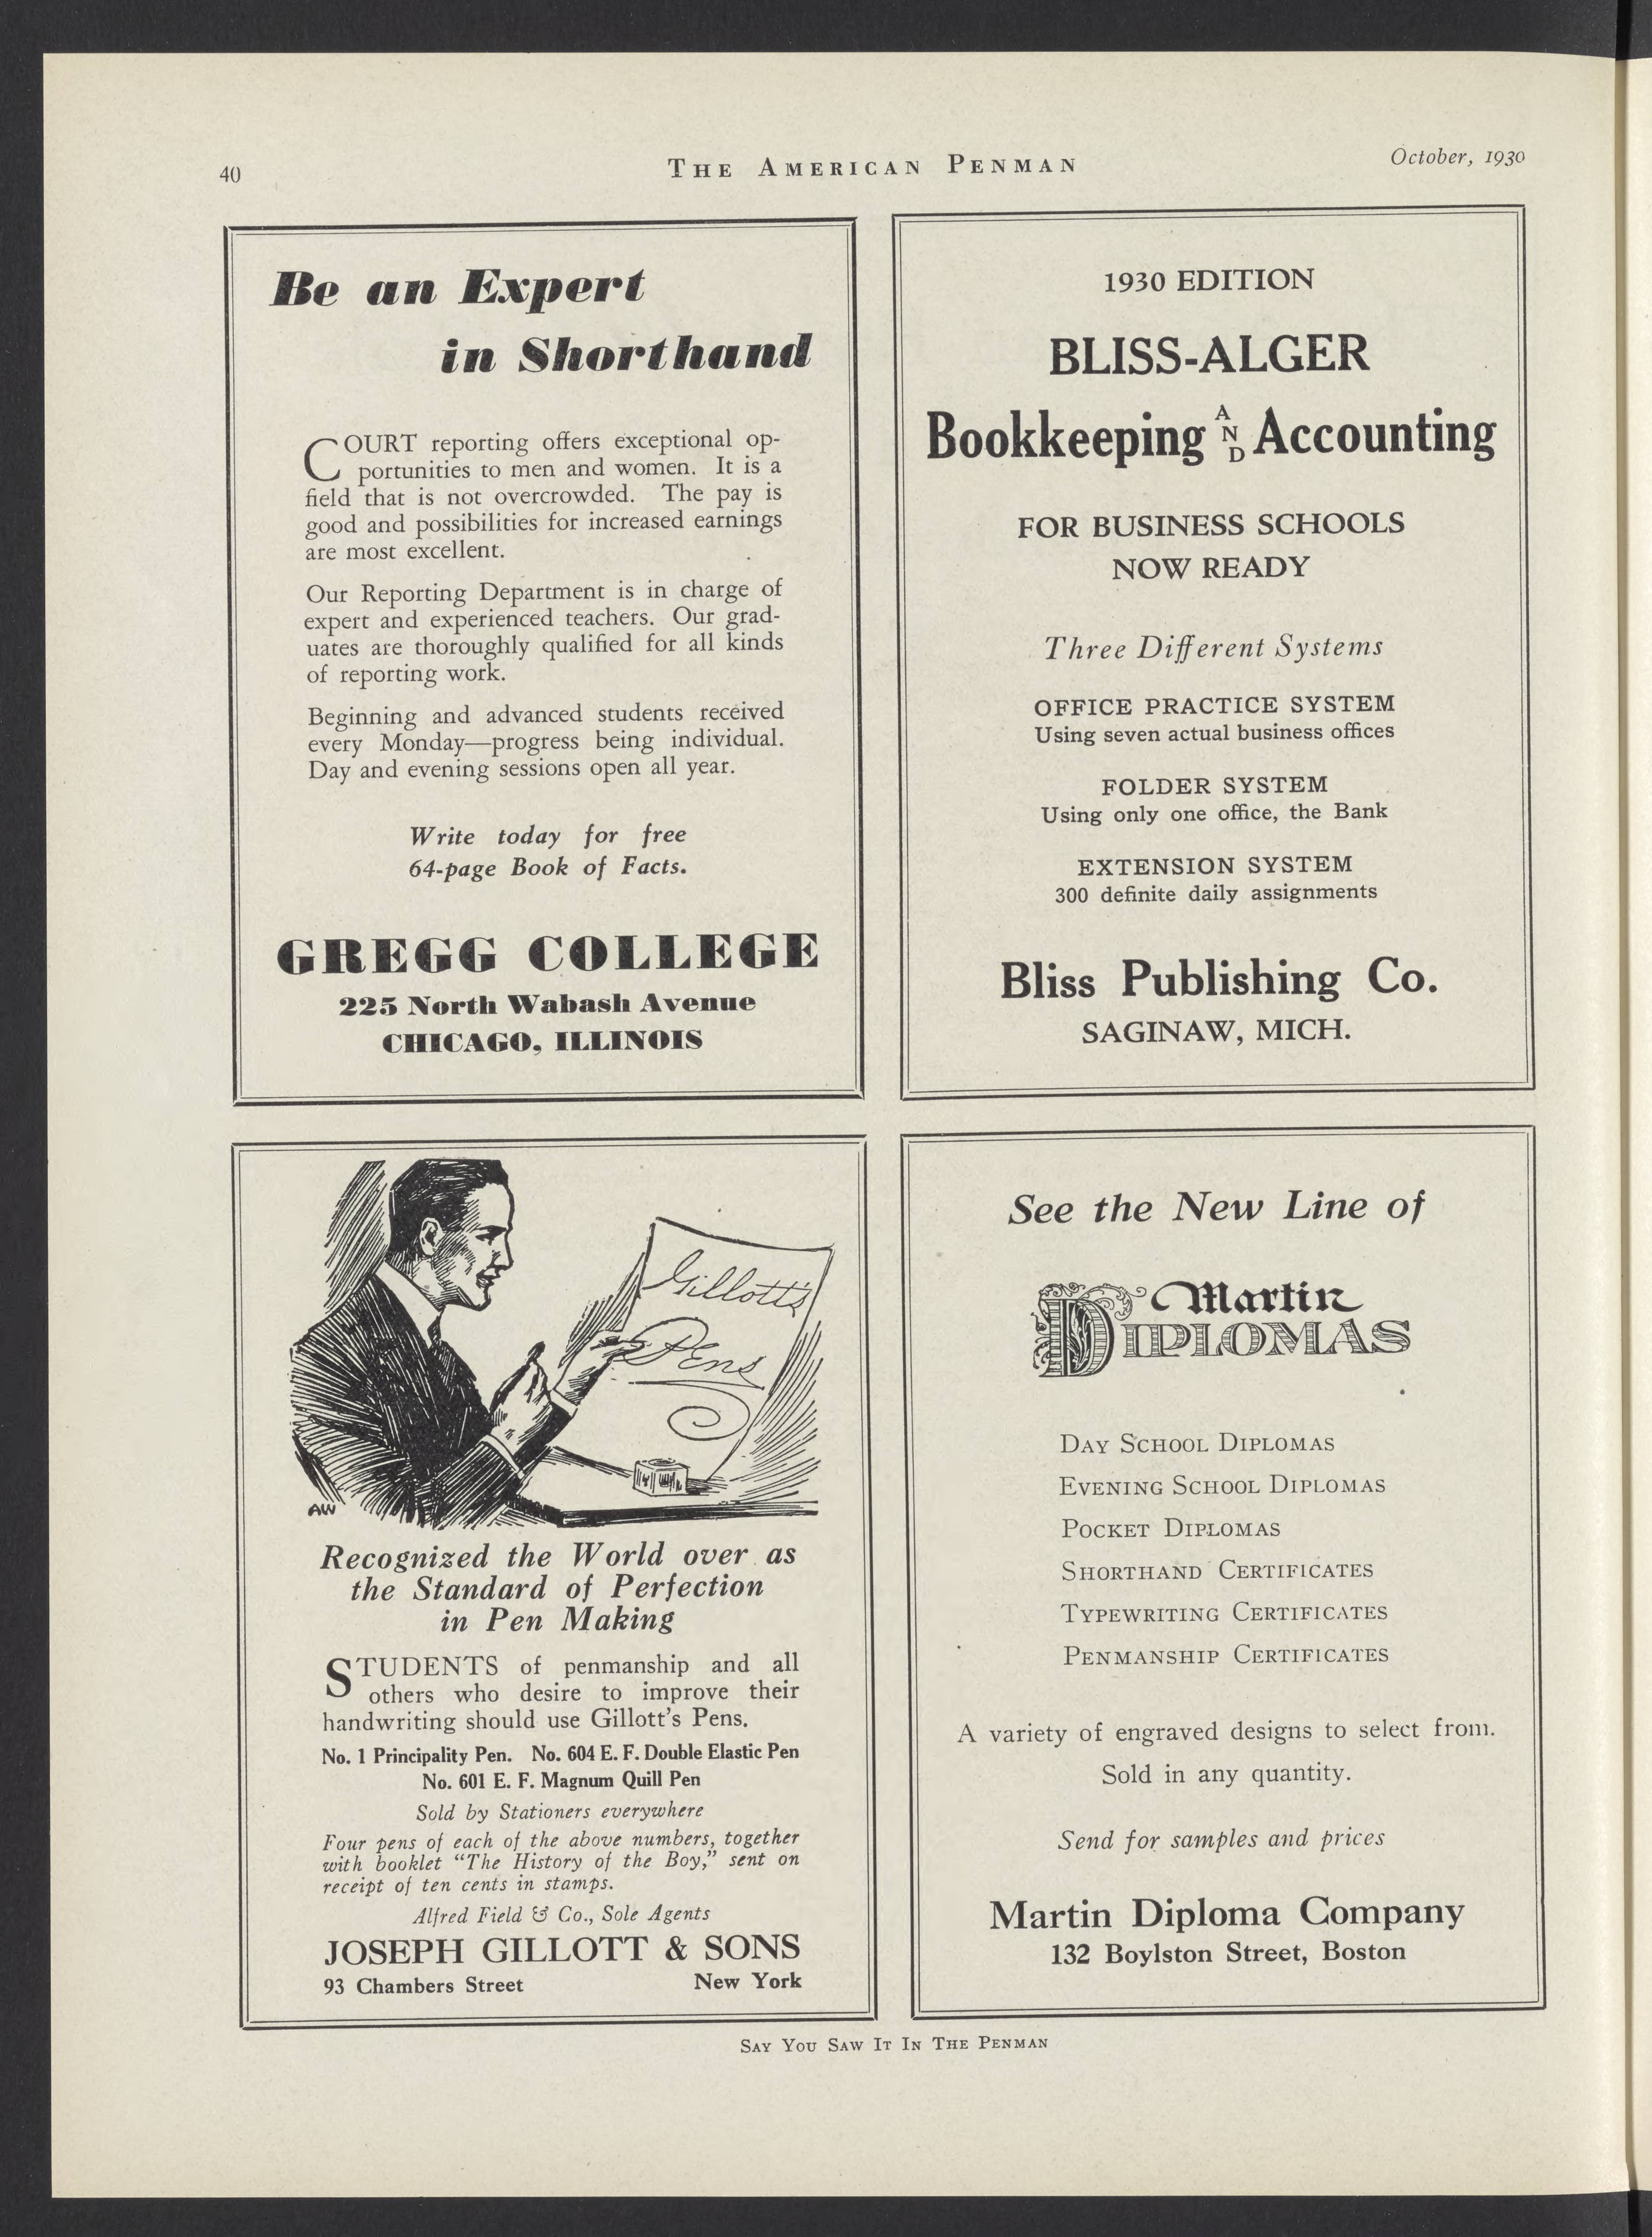 40
THE AMERICAN PENMAN
October, 1930
Be an Expert
in Shorthand
COURT reporting offers exceptional op-
portunities to men and women. It is a
field that is not overcrowded. The pay is
good and possibilities for increased earnings
are most excellent.
Our Reporting Department is in charge of
expert and experienced teachers. Our grad-
uates are thoroughly qualified for all kinds
of reporting work.
Beginning and advanced students received
every Monday—progress being individual.
Day and evening sessions open all year.
Write today for free
64-page Book of Facts.
GREGG COLLEGE
225 North Wabash Avenue
CHICAGO, ILLINOIS
1930 EDITION
BLISS-ALGER
Bookkeeping AND Accounting
FOR BUSINESS SCHOOLS
NOW READY
Three Different Systems
OFFICE PRACTICE SYSTEM
Using seven actual business offices
FOLDER SYSTEM
Using only one office, the Bank
EXTENSION SYSTEM
300 definite daily assignments
Bliss Publishing Co.
SAGINAW, MICH.
Gillott's
Pens
AW
Recognized the World over as
the Standard of Perfection
in Pen Making
STUDENTS of penmanship and all
others who desire to improve their
handwriting should use Gillott's Pens.
No. 1 Principality Pen. No. 604 E. F. Double Elastic Pen
No. 601 E. F. Magnum Quill Pen
Sold by Stationers everywhere
Four pens of each of the above numbers, together
with booklet "The History of the Boy," sent on
receipt of ten cents in stamps.
Alfred Field & Co., Sole Agents
JOSEPH GILLOTT & SONS
93 Chambers Street New York
See the New Line of
Martin
DIPLOMAS
DAY SCHOOL DIPLOMAS
EVENING SCHOOL DIPLOMAS
POCKET DIPLOMAS
SHORTHAND CERTIFICATES
TYPEWRITING CERTIFICATES
PENMANSHIP CERTIFICATES
A variety of engraved designs to select from.
Sold in any quantity.
Send for samples and prices
Martin Diploma Company
132 Boylston Street, Boston
SAY YOU SAW IT IN THE PENMAN